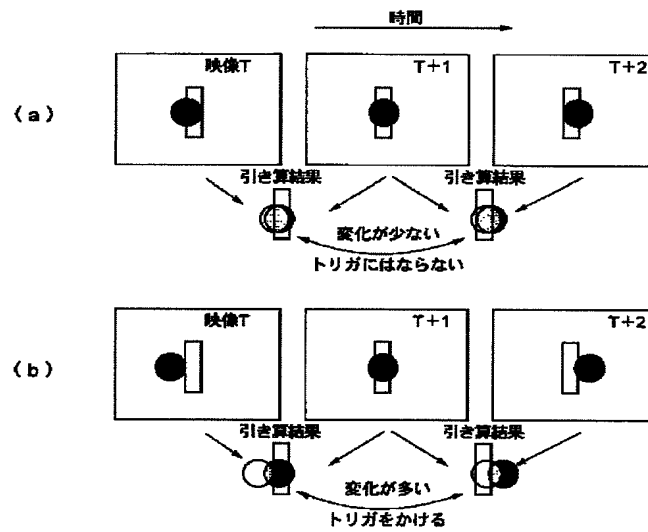 時間
(a)
映像T
T+1
T+2
引き算結果
引き算結果
変化が少ない
トリガにはならない
(b)
映像T
T+1
T+2
引き算結果
引き算結果
変化が多い
トリガをかける